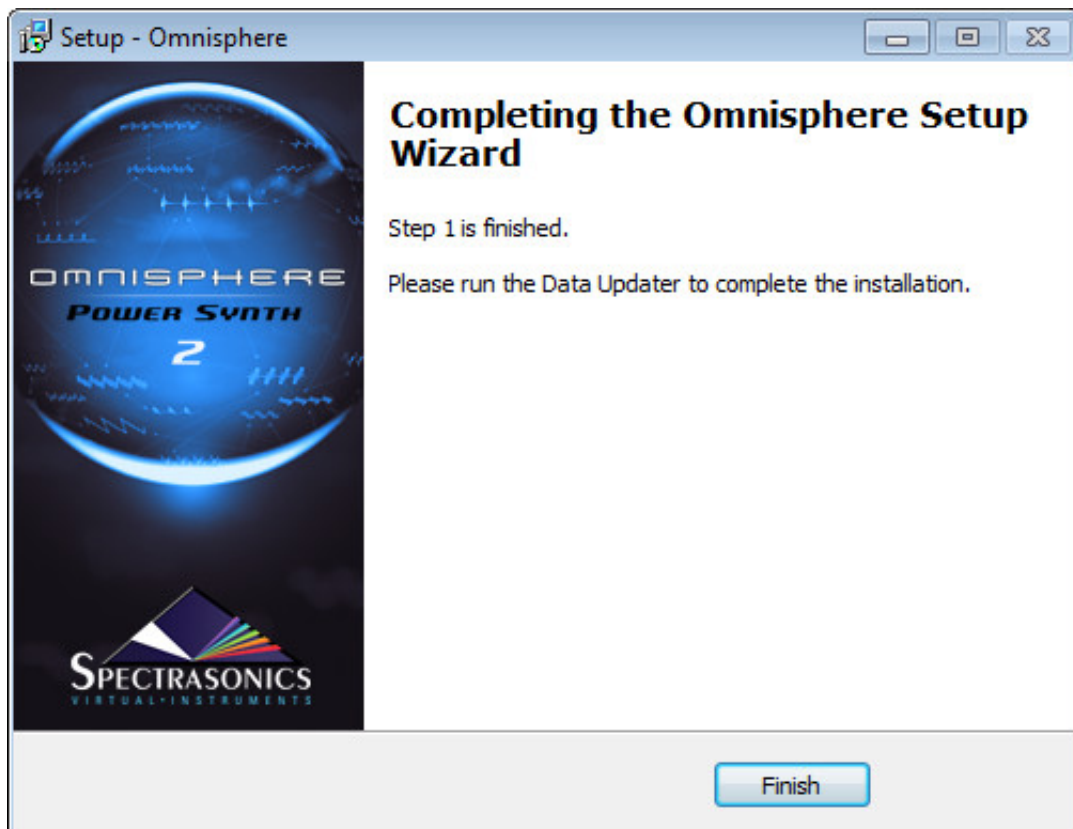 Setup - Omnisphere
Completing the Omnisphere Setup
Wizard
Step 1 is finished.
Please run the Data Updater to complete the installation.
OMNISPHERE
POWER SYNTH
2
SPECTRASONICS
VIRTUAL•INSTRUMENTS
Finish